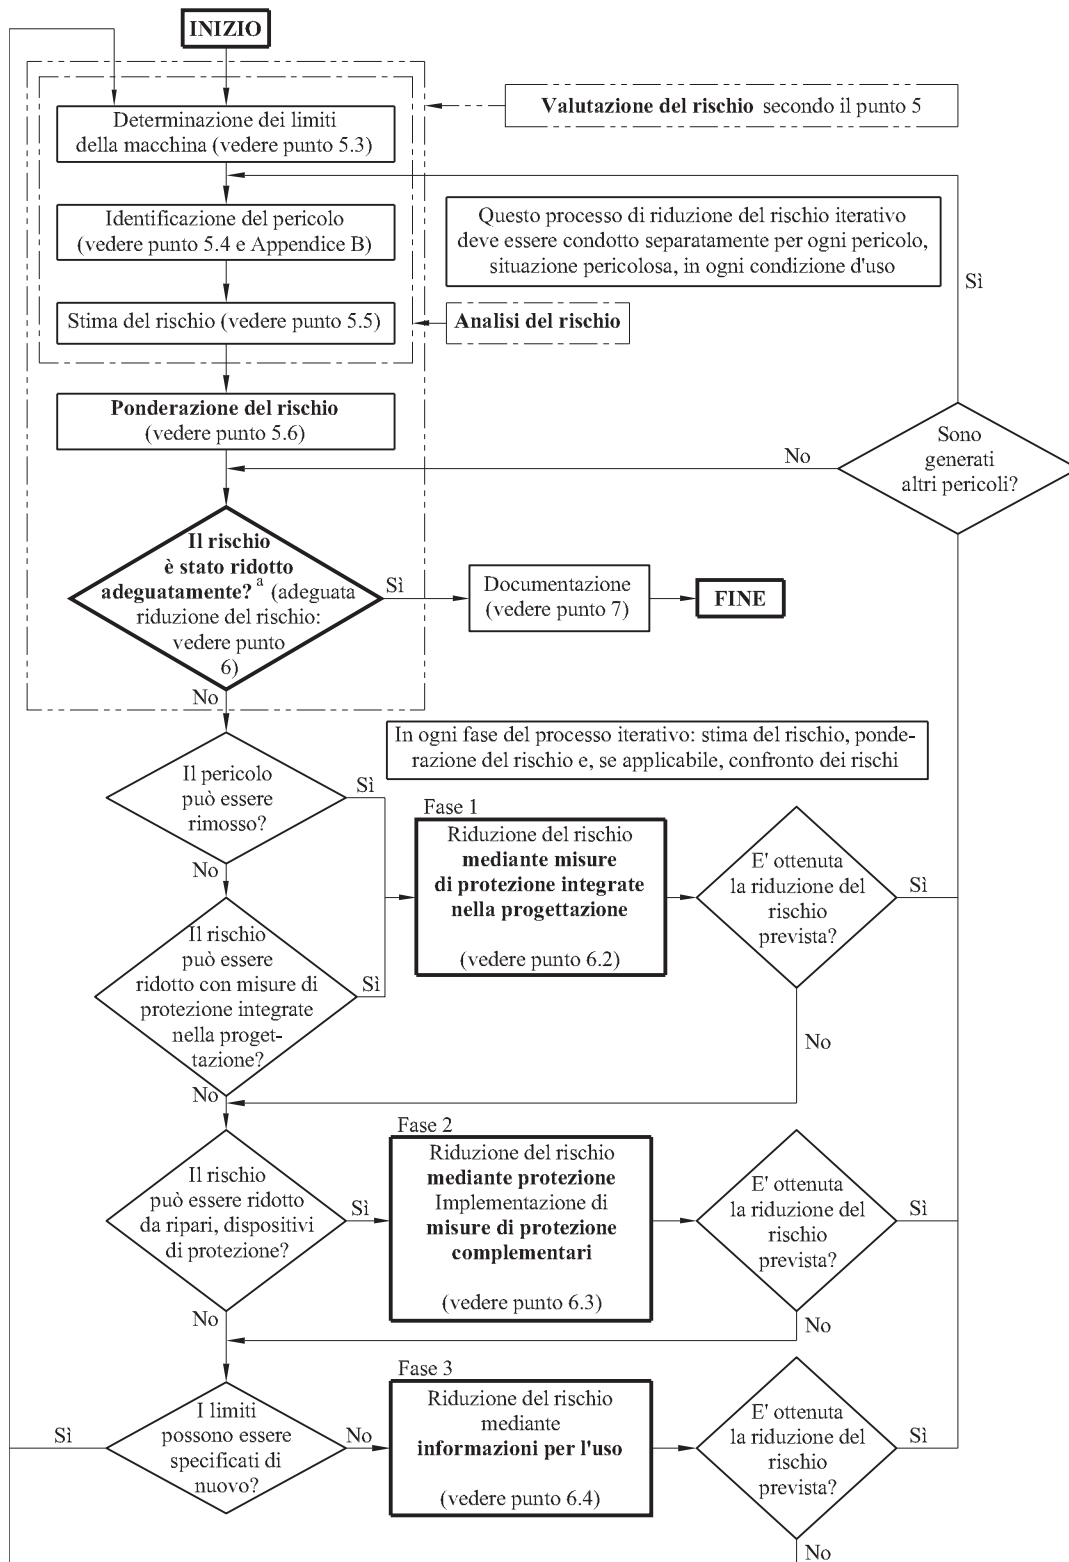 INIZIO
Valutazione del rischio secondo il punto 5
Determinazione dei limiti
della macchina (vedere punto 5.3)
Identificazione del pericolo
(vedere punto 5.4 e Appendice B)
Questo processo di riduzione del rischio iterativo
deve essere condotto separatamente per ogni pericolo,
situazione pericolosa, in ogni condizione d'uso
Sì
Stima del rischio (vedere punto 5.5)
Analisi del rischio
Ponderazione del rischio
(vedere punto 5.6)
Sono
generati
altri pericoli?
No
Il rischio
è stato ridotto
adeguatamente? a (adeguata
riduzione del rischio:
vedere punto
6)
Sì
Documentazione
(vedere punto 7)
FINE
No
In ogni fase del processo iterativo: stima del rischio, ponde-
razione del rischio e, se applicabile, confronto dei rischi
Il pericolo
può essere
rimosso?
Sì
No
Fase 1
Riduzione del rischio
mediante misure
di protezione integrate
nella progettazione
(vedere punto 6.2)
E' ottenuta
la riduzione del
rischio
prevista?
Sì
No
Il rischio
può essere
ridotto con misure di
protezione integrate
nella proget-
tazione?
Sì
No
Fase 2
Il rischio
può essere ridotto
da ripari, dispositivi
di protezione?
Sì
No
Riduzione del rischio
mediante protezione
Implementazione di
misure di protezione
complementari
(vedere punto 6.3)
E' ottenuta
la riduzione del
rischio
prevista?
Sì
No
Fase 3
I limiti
possono essere
specificati di
nuovo?
Sì
No
Riduzione del rischio
mediante
informazioni per l'uso
(vedere punto 6.4)
E' ottenuta
la riduzione del
rischio
prevista?
Sì
No